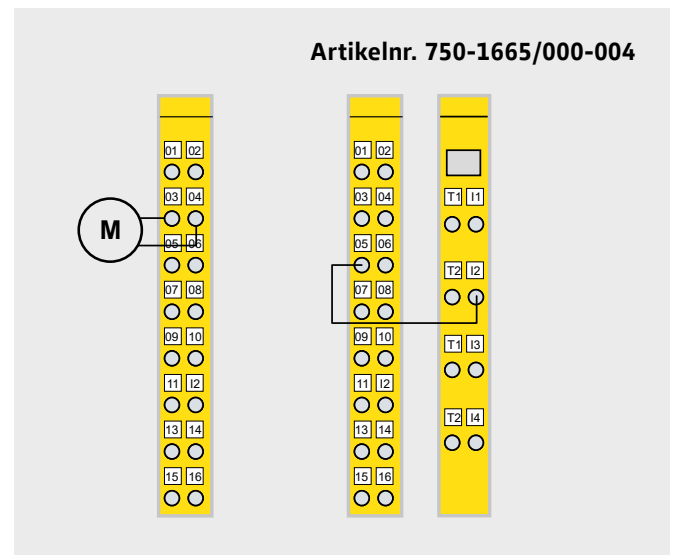 Artikelnr. 750-1665/000-004
01 02
03 04
M
05 06
07 08
09 10
11 I2
13 14
15 16
01 02
03 04
05 06
07 08
09 10
11 I2
13 14
15 16
T1 I1
T2 I2
T1 I3
T2 I4